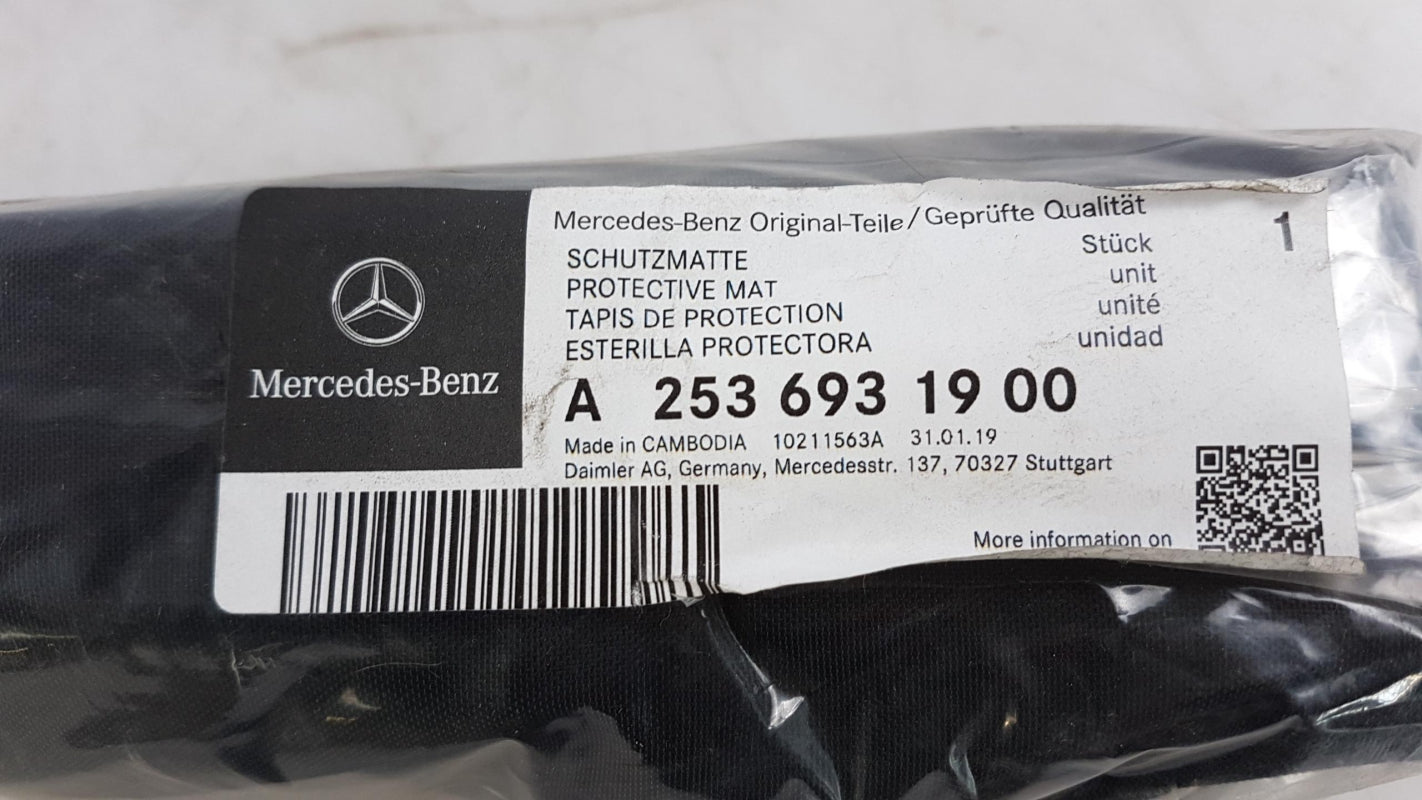 Mercedes-Benz
Mercedes-Benz Original-Teile/Geprüfte Qualität
SCHUTZMATTE Stück 1
PROTECTIVE MAT unit
TAPIS DE PROTECTION unité
ESTERILLA PROTECTORA unidad
A 253 693 19 00
Made in CAMBODIA 10211563A 31.01.19
Daimler AG, Germany, Mercedesstr. 137, 70327 Stuttgart
More information on